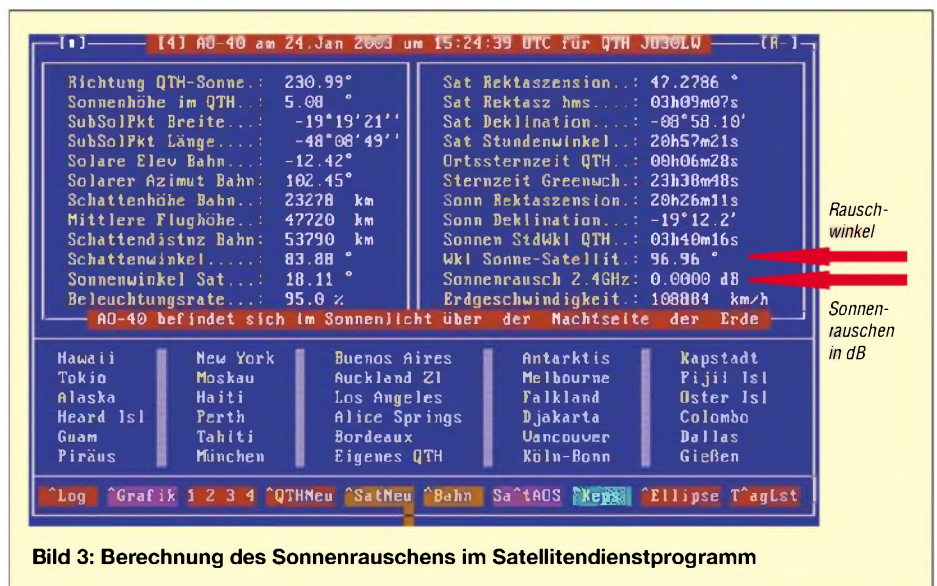 [■] [4] AO-40 am 24.Jan 2003 um 15:24:39 UTC für QTH JO30LW (R-]
Richtung QTH-Sonne..: 230.99°
Sonnenhöhe im QTH..: 5.08 °
SubSolPkt Breite...: -19°19'21''
SubSolPkt Länge....: -48°08'49''
Solare Elev Bahn...: -12.42°
Solarer Azimut Bahn: 102.45°
Schattenhöhe Bahn..: 23278 km
Mittlere Flughöhe..: 47720 km
Schattendistnz Bahn: 53790 km
Schattenwinkel.....: 83.88 °
Sonnenwinkel Sat...: 18.11 °
Beleuchtungsrate...: 95.0 %
Sat Rektaszension..: 47.2786 °
Sat Rektasz hms....: 03h09m07s
Sat Deklination....: -08°58.10'
Sat Stundenwinkel..: 20h57m21s
Ortssternzeit QTH..: 00h06m28s
Sternzeit Greenwch.: 23h38m48s
Sonn Rektaszension.: 20h26m11s
Sonn Deklination...: -19°12.2'
Sonnen StdWkl QTH..: 03h40m16s
Wkl Sonne-Satellit.: 96.96 °
Sonnenrausch 2.4GHz: 0.0000 dB
Erdgeschwindigkeit.: 108884 km/h
Rausch-
winkel
Sonnen-
rauschen
in dB
AO-40 befindet sich im Sonnenlicht über der Nachtseite der Erde
Hawaii New York Buenos Aires Antarktis Kapstadt
Tokio Moskau Auckland Zl Melbourne Fijii Isl
Alaska Haiti Los Angeles Falkland Oster Isl
Heard Isl Perth Alice Springs Djakarta Colombo
Guam Tahiti Bordeaux Vancouver Dallas
Piräus München Eigenes QTH Köln-Bonn Gießen
^Log ^Grafik 1 2 3 4 ^QTHNeu ^SatNeu ^Bahn Sa^tAOS ^Keps ^Ellipse T^agLst
Bild 3: Berechnung des Sonnenrauschens im Satellitendienstprogramm